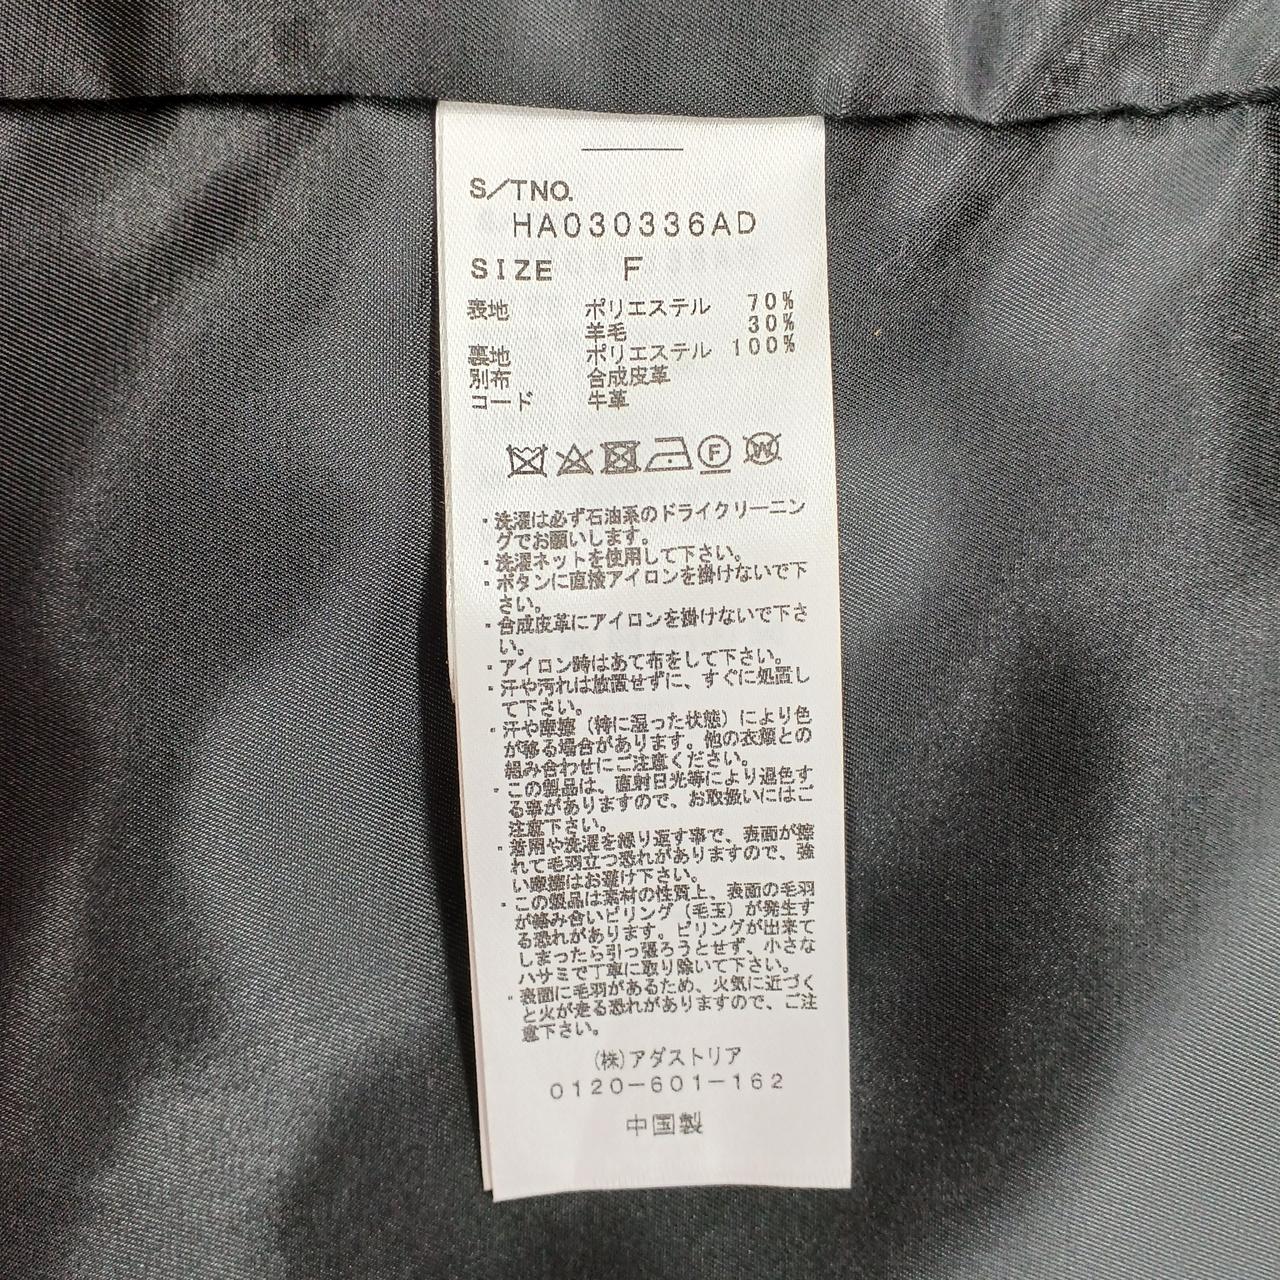 S/TNO.
HA030336AD
SIZE F
表地 ポリエステル 70%
羊毛 30%
裏地 ポリエステル 100%
別布 合成皮革
コード 牛革
F W
・洗濯は必ず石油系のドライクリーニン
グでお願いします。
・洗濯ネットを使用して下さい。
・ボタンに直接アイロンを掛けないで下
さい。
・合成皮革にアイロンを掛けないで下さ
い。
・アイロン時はあて布をして下さい。
・汗や汚れは放置せずに、すぐに処置し
て下さい。
・汗や摩擦（特に湿った状態）により色
が移る場合があります。他の衣類との
組み合わせにご注意ください。
・この製品は、直射日光等により退色す
る事がありますので、お取扱いにはご
注意下さい。
・着用や洗濯を繰り返す事で、表面が擦
れて毛羽立つ恐れがありますので、強
い摩擦はお避け下さい。
・この製品は素材の性質上、表面の毛羽
が絡み合いピリング（毛玉）が発生す
る恐れがあります。ピリングが出来て
しまったら引っ張ろうとせず、小さな
ハサミで丁寧に取り除いて下さい。
・表面に毛羽があるため、火気に近づく
と火が走る恐れがありますので、ご注
意下さい。
(株)アダストリア
0120-601-162
中国製